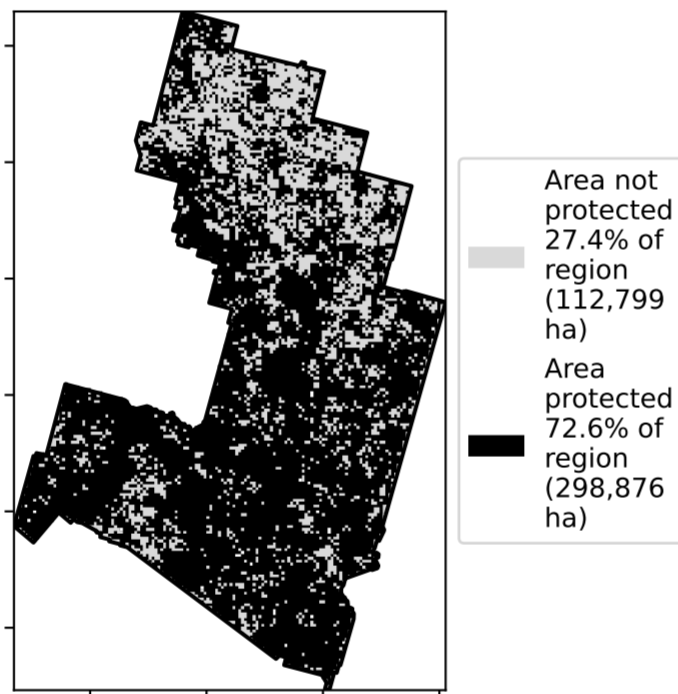 Area not
protected
27.4% of
region
(112,799
ha)
Area
protected
72.6% of
region
(298,876
ha)